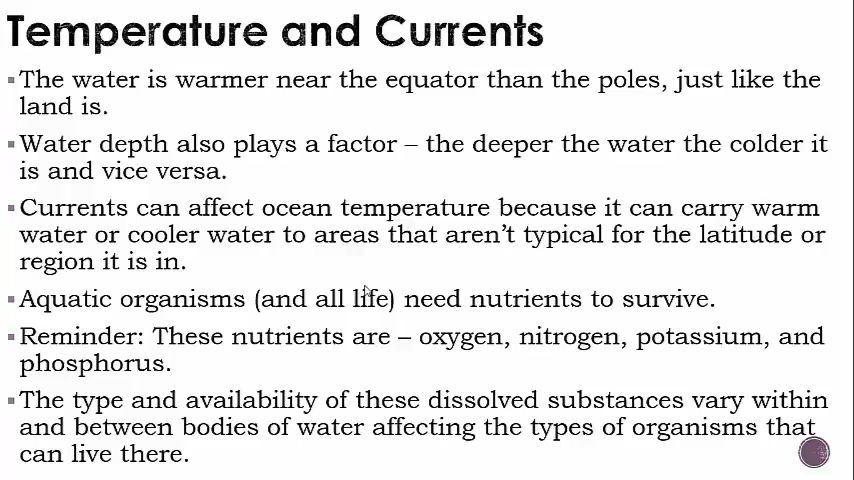 Temperature and Currents
▪The water is warmer near the equator than the poles, just like the
land is.
▪Water depth also plays a factor – the deeper the water the colder it
is and vice versa.
▪Currents can affect ocean temperature because it can carry warm
water or cooler water to areas that aren't typical for the latitude or
region it is in.
▪Aquatic organisms (and all life) need nutrients to survive.
▪Reminder: These nutrients are – oxygen, nitrogen, potassium, and
phosphorus.
▪The type and availability of these dissolved substances vary within
and between bodies of water affecting the types of organisms that
can live there.